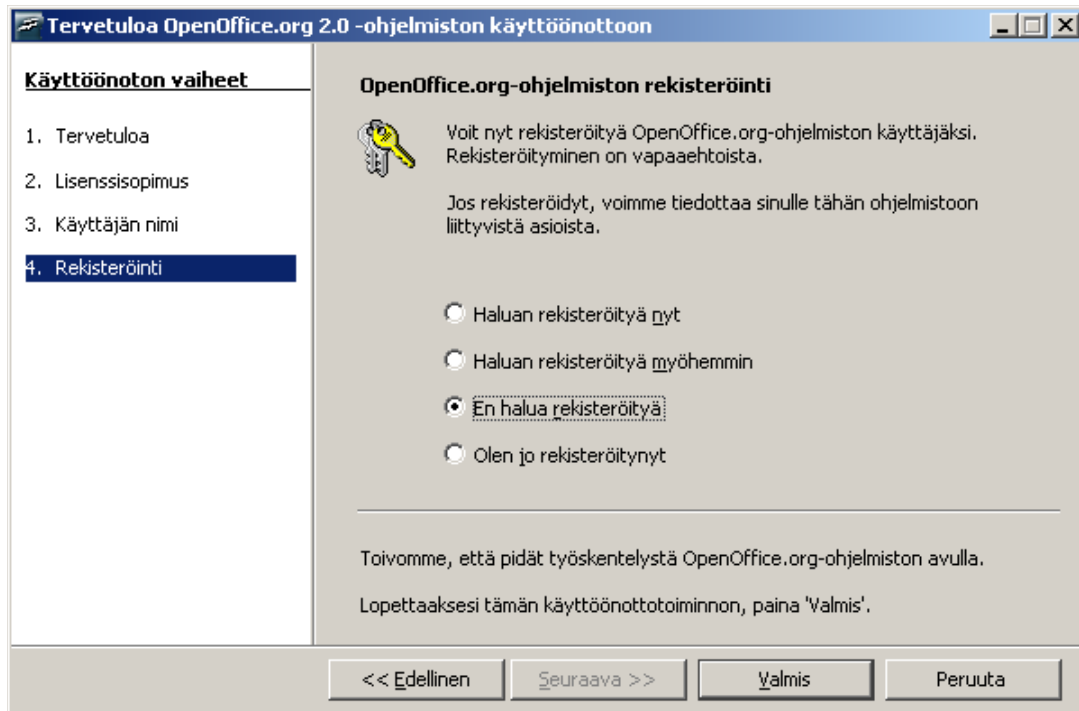 Tervetuloa OpenOffice.org 2.0 -ohjelmiston käyttöönottoon
Käyttöönoton vaiheet
1. Tervetuloa
2. Lisenssisopimus
3. Käyttäjän nimi
4. Rekisteröinti
OpenOffice.org-ohjelmiston rekisteröinti
Voit nyt rekisteröityä OpenOffice.org-ohjelmiston käyttäjäksi.
Rekisteröityminen on vapaaehtoista.
Jos rekisteröidyt, voimme tiedottaa sinulle tähän ohjelmistoon
liittyvistä asioista.
Haluan rekisteröityä nyt
Haluan rekisteröityä myöhemmin
En halua rekisteröityä
Olen jo rekisteröitynyt
Toivomme, että pidät työskentelystä OpenOffice.org-ohjelmiston avulla.
Lopettaaksesi tämän käyttöönottotoiminnon, paina 'Valmis'.
<< Edellinen
Seuraava >>
Valmis
Peruuta